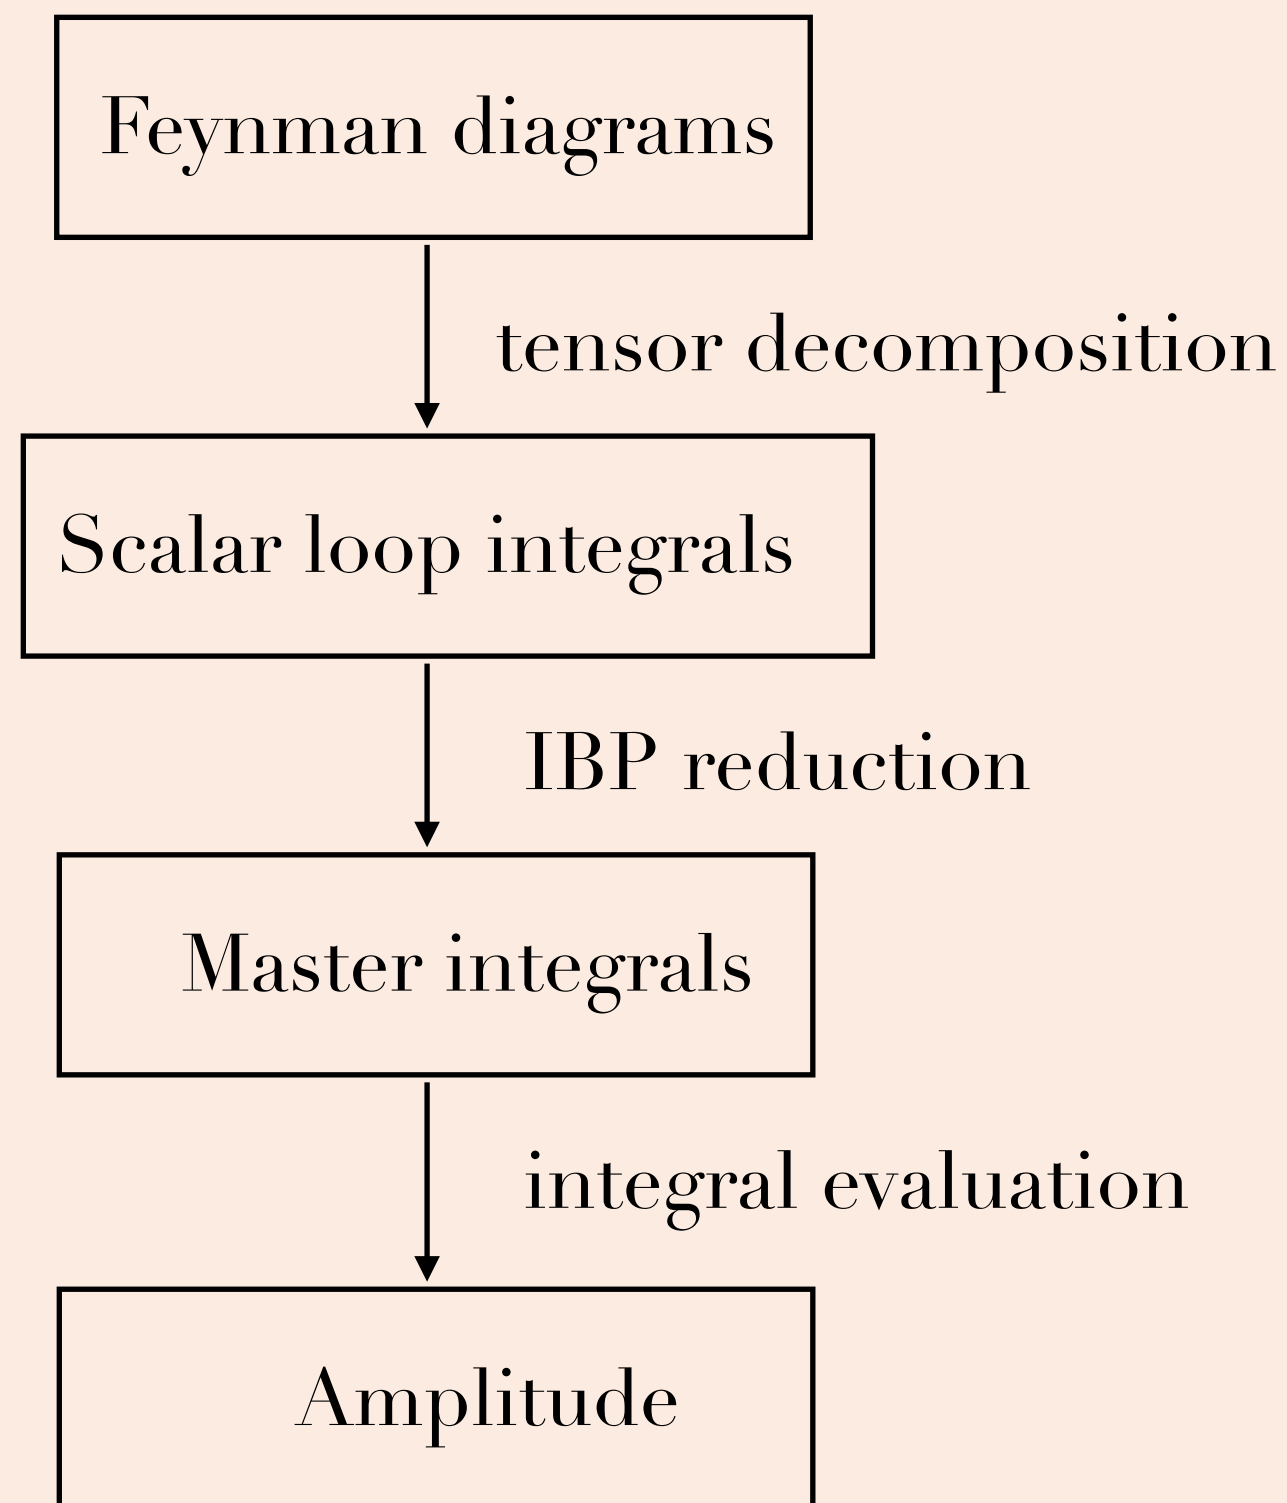 Feynman diagrams
tensor decomposition
Scalar loop integrals
IBP reduction
Master integrals
integral evaluation
Amplitude